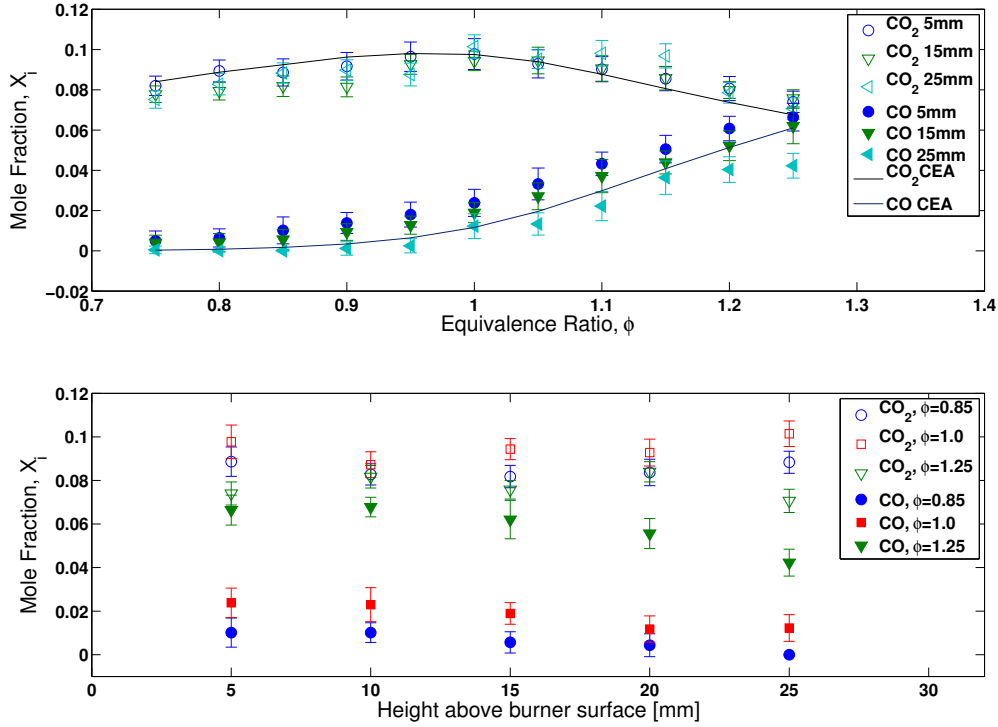 0.12
0.1
0.08
0.06
0.04
0.02
0
−0.02
Mole Fraction, Xi
0.7
0.8
0.9
1
1.1
1.2
1.3
1.4
Equivalence Ratio, ϕ
CO2 5mm
CO2 15mm
CO2 25mm
CO 5mm
CO 15mm
CO 25mm
CO2CEA
CO CEA
0.12
0.1
0.08
0.06
0.04
0.02
0
Mole Fraction, Xi
0
5
10
15
20
25
30
Height above burner surface [mm]
CO2, ϕ=0.85
CO2, ϕ=1.0
CO2, ϕ=1.25
CO, ϕ=0.85
CO, ϕ=1.0
CO, ϕ=1.25